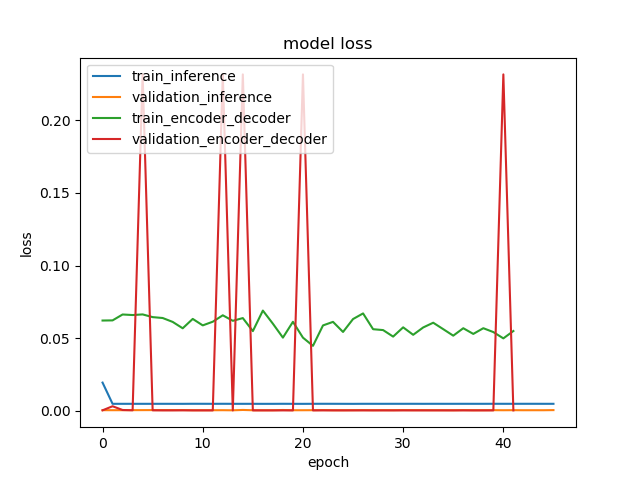 model loss
train_inference
validation_inference
train_encoder_decoder
validation_encoder_decoder
0.20
0.15
0.10
0.05
0.00
loss
0 10 20 30 40
epoch